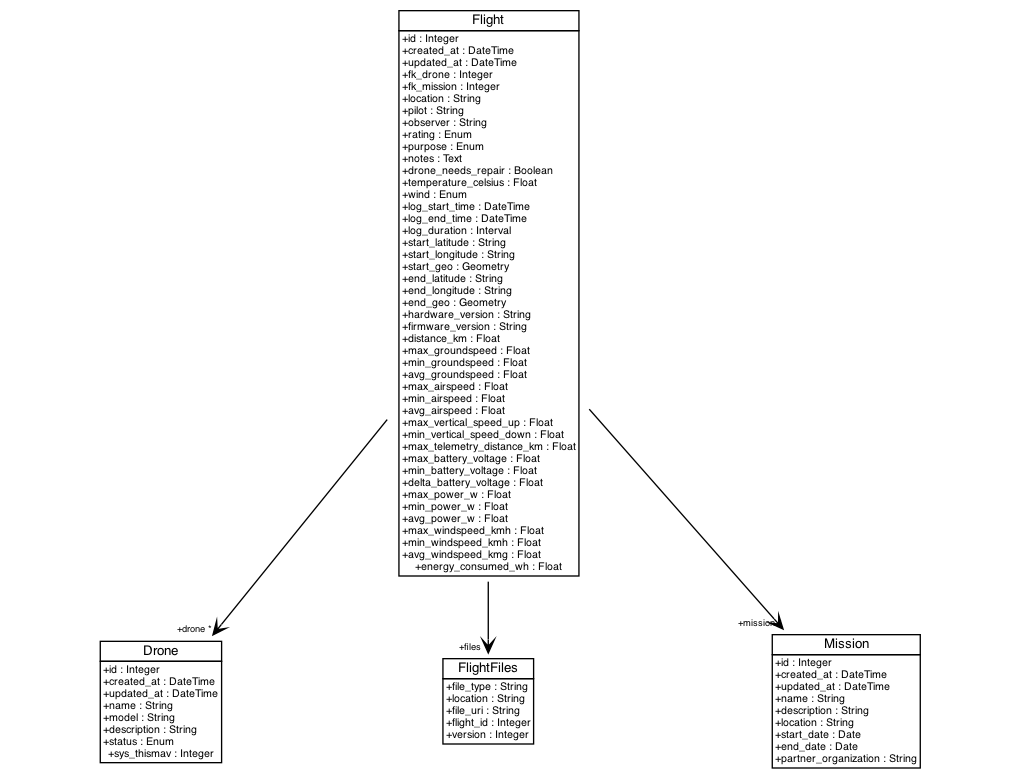 Flight
+id : Integer
+created_at : DateTime
+updated_at : DateTime
+fk_drone : Integer
+fk_mission : Integer
+location : String
+pilot : String
+observer : String
+rating : Enum
+purpose : Enum
+notes : Text
+drone_needs_repair : Boolean
+temperature_celsius : Float
+wind : Enum
+log_start_time : DateTime
+log_end_time : DateTime
+log_duration : Interval
+start_latitude : String
+start_longitude : String
+start_geo : Geometry
+end_latitude : String
+end_longitude : String
+end_geo : Geometry
+hardware_version : String
+firmware_version : String
+distance_km : Float
+max_groundspeed : Float
+min_groundspeed : Float
+avg_groundspeed : Float
+max_airspeed : Float
+min_airspeed : Float
+avg_airspeed : Float
+max_vertical_speed_up : Float
+min_vertical_speed_down : Float
+max_telemetry_distance_km : Float
+max_battery_voltage : Float
+min_battery_voltage : Float
+delta_battery_voltage : Float
+max_power_w : Float
+min_power_w : Float
+avg_power_w : Float
+max_windspeed_kmh : Float
+min_windspeed_kmh : Float
+avg_windspeed_kmg : Float
+energy_consumed_wh : Float
+drone *
Drone
+id : Integer
+created_at : DateTime
+updated_at : DateTime
+name : String
+model : String
+description : String
+status : Enum
+sys_thismav : Integer
+files
FlightFiles
+file_type : String
+location : String
+file_uri : String
+flight_id : Integer
+version : Integer
+mission
Mission
+id : Integer
+created_at : DateTime
+updated_at : DateTime
+name : String
+description : String
+location : String
+start_date : Date
+end_date : Date
+partner_organization : String